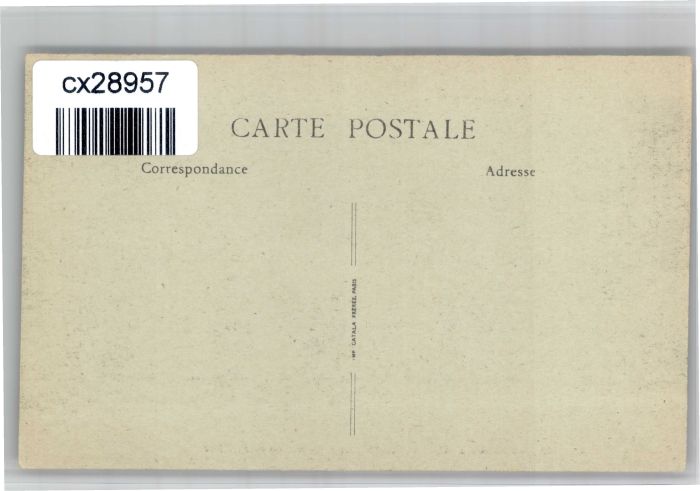 cx28957
CARTE POSTALE
Correspondance
Adresse
IMP CATALA FRÈRES, PARIS